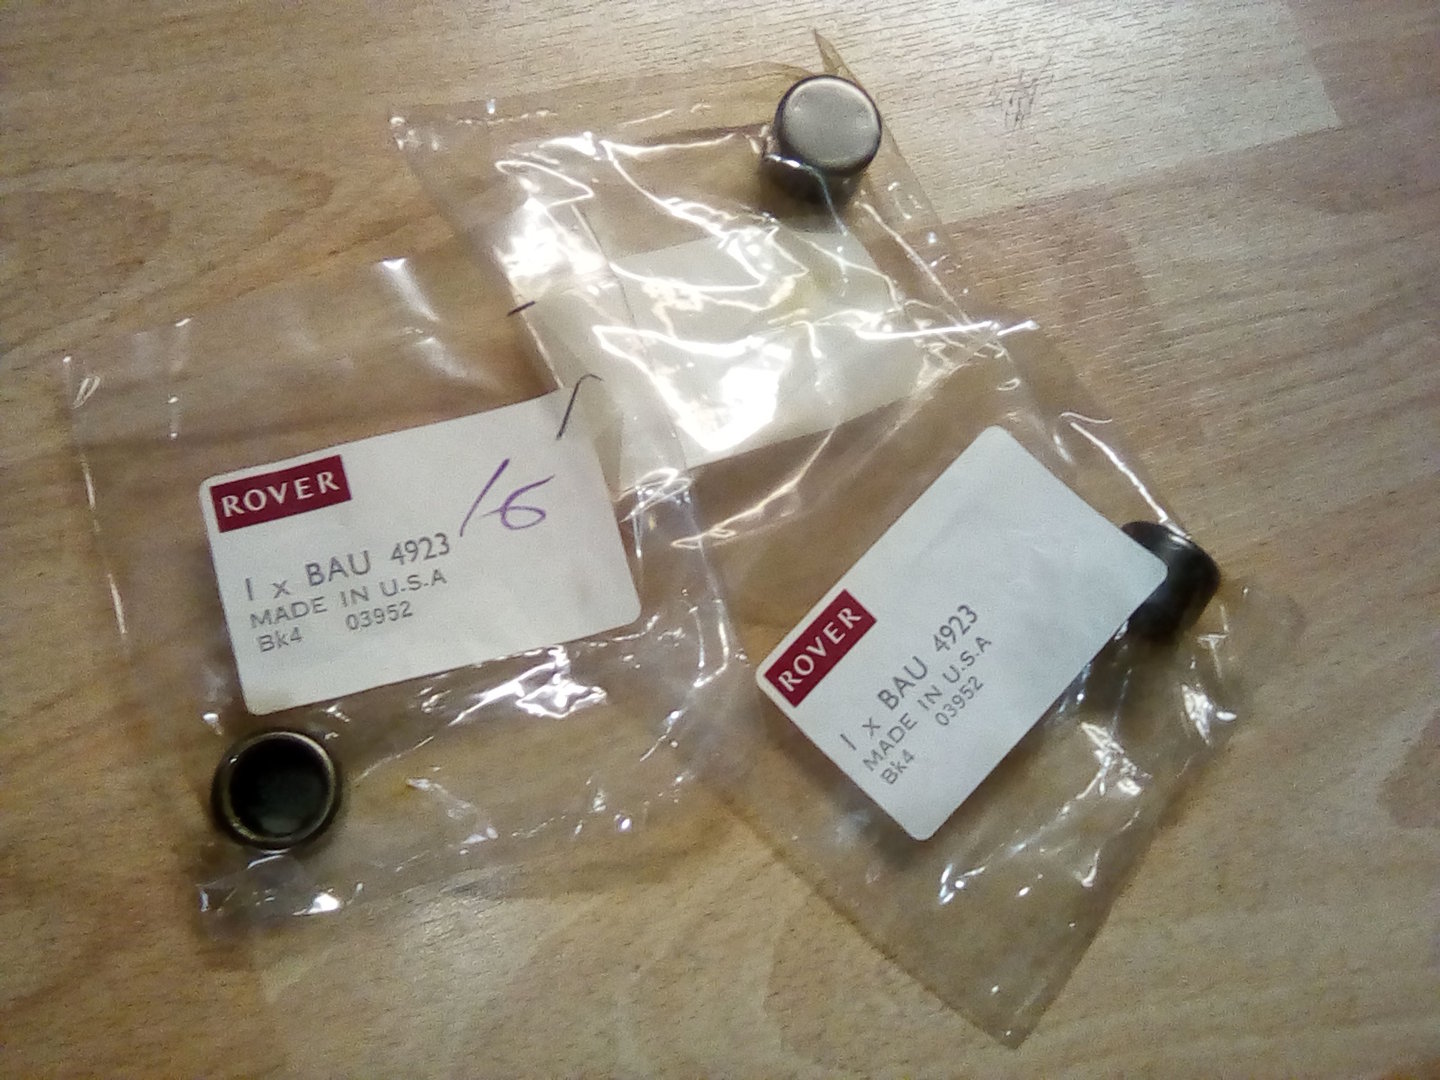 ROVER
/6
1 x BAU 4923
MADE IN U.S.A
Bk4 03952
ROVER
1 x BAU 4923
MADE IN U.S.A
Bk4 03952